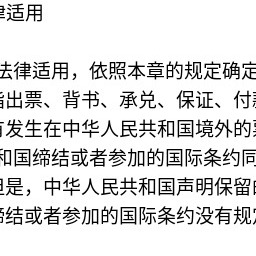 律适用
法律适用，依照本章的规定确定
指出票、背书、承兑、保证、付款
有发生在中华人民共和国境外的票
和国缔结或者参加的国际条约同
但是，中华人民共和国声明保留的
缔结或者参加的国际条约没有规定